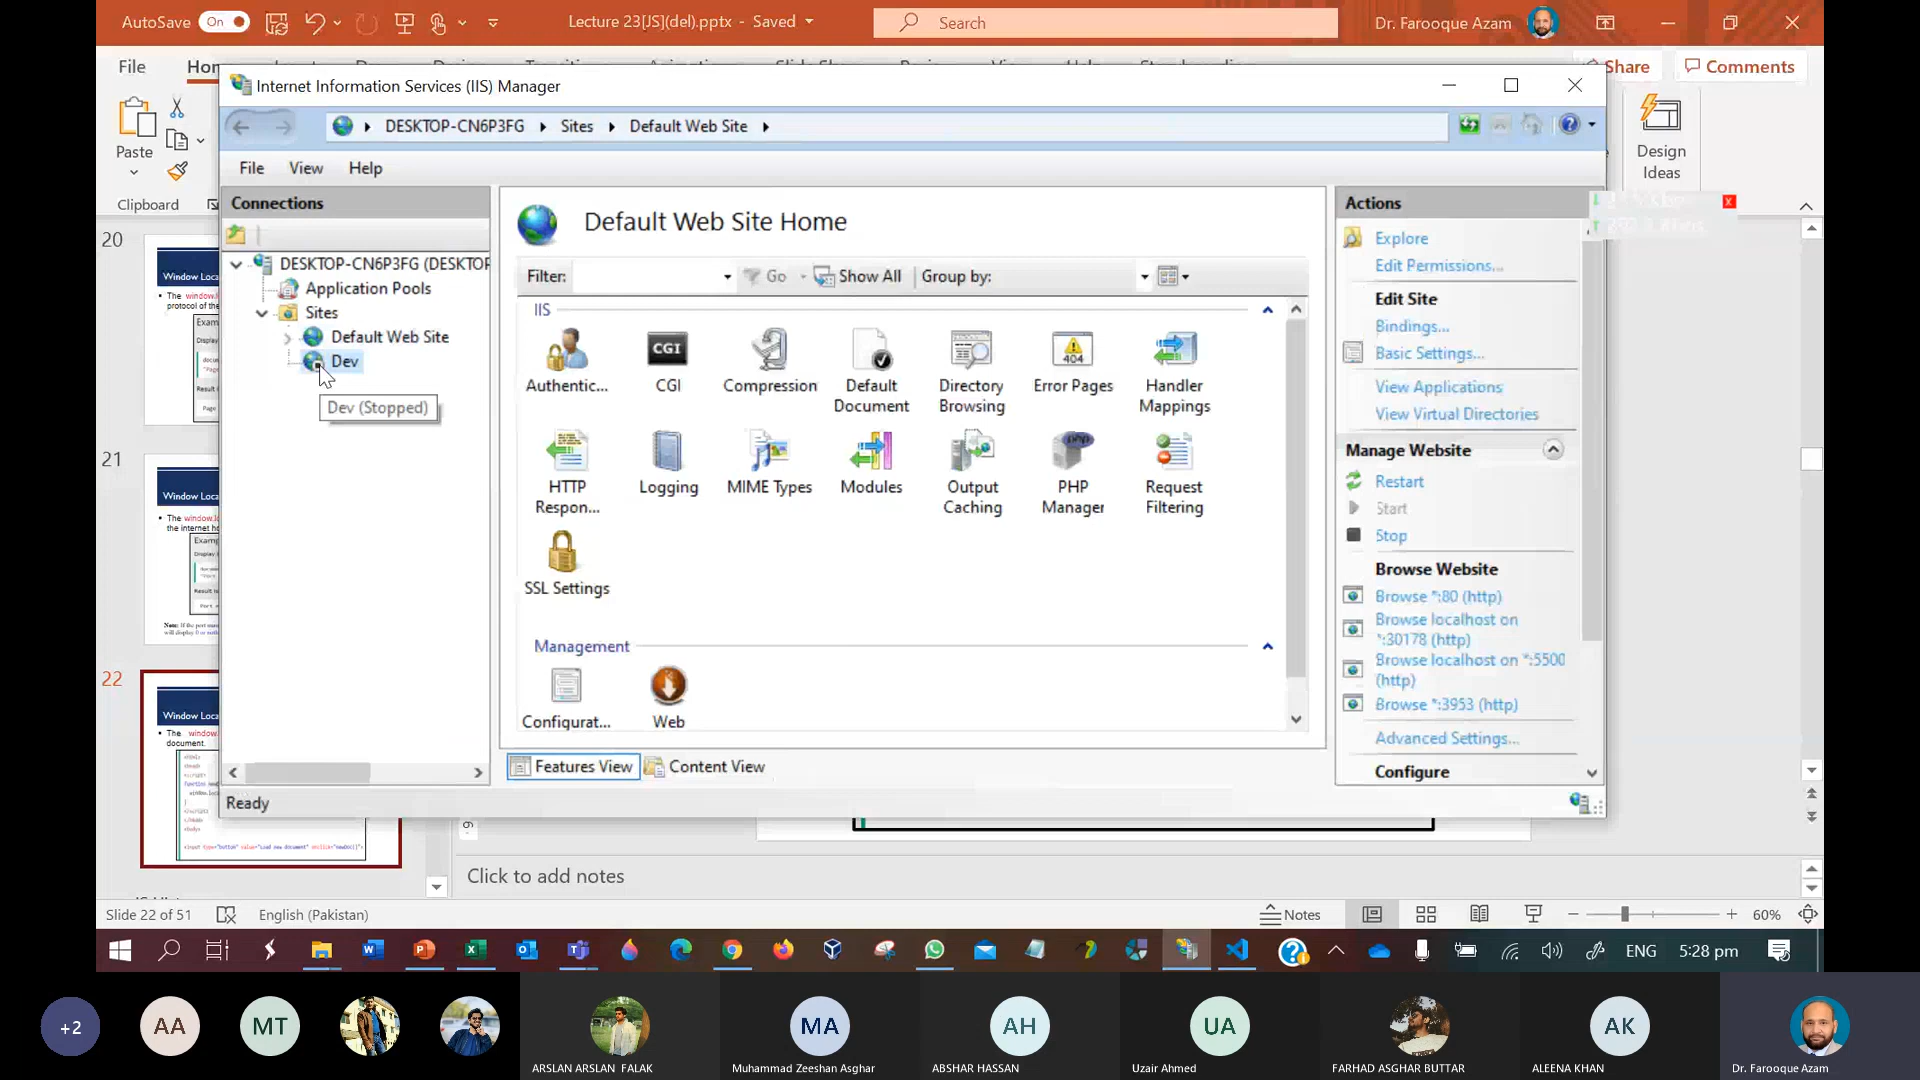 AutoSave On
Lecture 23[JS](del).pptx - Saved
Search
Dr. Farooque Azam
File
Share
Comments
Paste
Clipboard
Design
Ideas
Internet Information Services (IIS) Manager
DESKTOP-CN6P3FG
Sites
Default Web Site
File View Help
Connections
DESKTOP-CN6P3FG (DESKTOP
Application Pools
Sites
Default Web Site
Dev
Dev (Stopped)
Ready
Default Web Site Home
Filter: Go Show All Group by:
IIS
Authentic...
CGI
CGI
Compression
Default
Document
Directory
Browsing
404
Error Pages
Handler
Mappings
HTTP
Respon...
Logging
MIME Types
Modules
Output
Caching
php
PHP
Manager
Request
Filtering
SSL Settings
Management
Configurat...
Web
Features View
Content View
Actions
Explore
Edit Permissions...
Edit Site
Bindings...
Basic Settings...
View Applications
View Virtual Directories
Manage Website
Restart
Start
Stop
Browse Website
Browse *:80 (http)
Browse localhost on
*:30178 (http)
Browse localhost on *:5500
(http)
Browse *:3953 (http)
Advanced Settings...
Configure
20
21
22
Click to add notes
Slide 22 of 51
English (Pakistan)
Notes
60%
ENG
5:28 pm
+2
AA
MT
ARSLAN ARSLAN FALAK
MA
Muhammad Zeeshan Asghar
AH
ABSHAR HASSAN
UA
Uzair Ahmed
FARHAD ASGHAR BUTTAR
AK
ALEENA KHAN
Dr. Farooque Azam